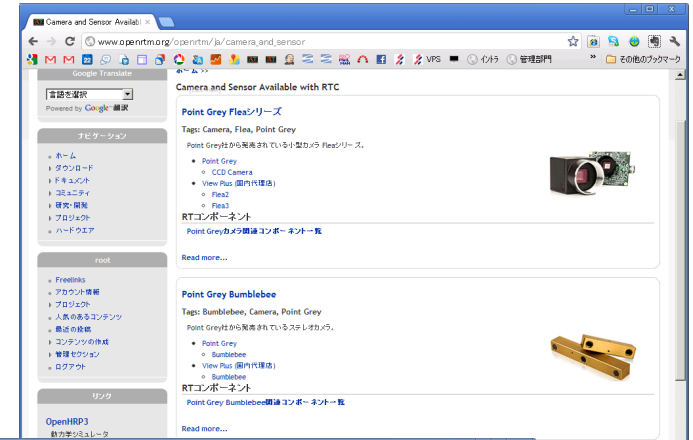 Camera and Sensor Availabl
www.openrtm.org/openrtm/ja/camera_and_sensor
VPS
イントラ
管理部門
»
その他のブックマーク
Google Translate
言語を選択
Powered by Google 翻訳
ナビゲーション
ホーム
ダウンロード
ドキュメント
コミュニティ
研究・開発
プロジェクト
ハードウエア
root
Freelinks
アカウント情報
プロジェクト
人気のあるコンテンツ
最近の投稿
コンテンツの作成
管理セクション
ログアウト
リンク
OpenHRP3
動力学シミュレータ
ホーム >>
Camera and Sensor Available with RTC
Point Grey Fleaシリーズ
Tags: Camera, Flea, Point Grey
Point Grey社から発売されている小型カメラ Fleaシリーズ。
Point Grey
CCD Camera
View Plus (国内代理店)
Flea2
Flea3
RTコンポーネント
Point Greyカメラ関連コンポーネント一覧
Read more...
Point Grey Bumblebee
Tags: Bumblebee, Camera, Point Grey
Point Grey社から発売されているステレオカメラ。
Point Grey
Bumblebee
View Plus (国内代理店)
Bumblebee
RTコンポーネント
Point Grey Bumblebee関連コンポーネント一覧
Read more...